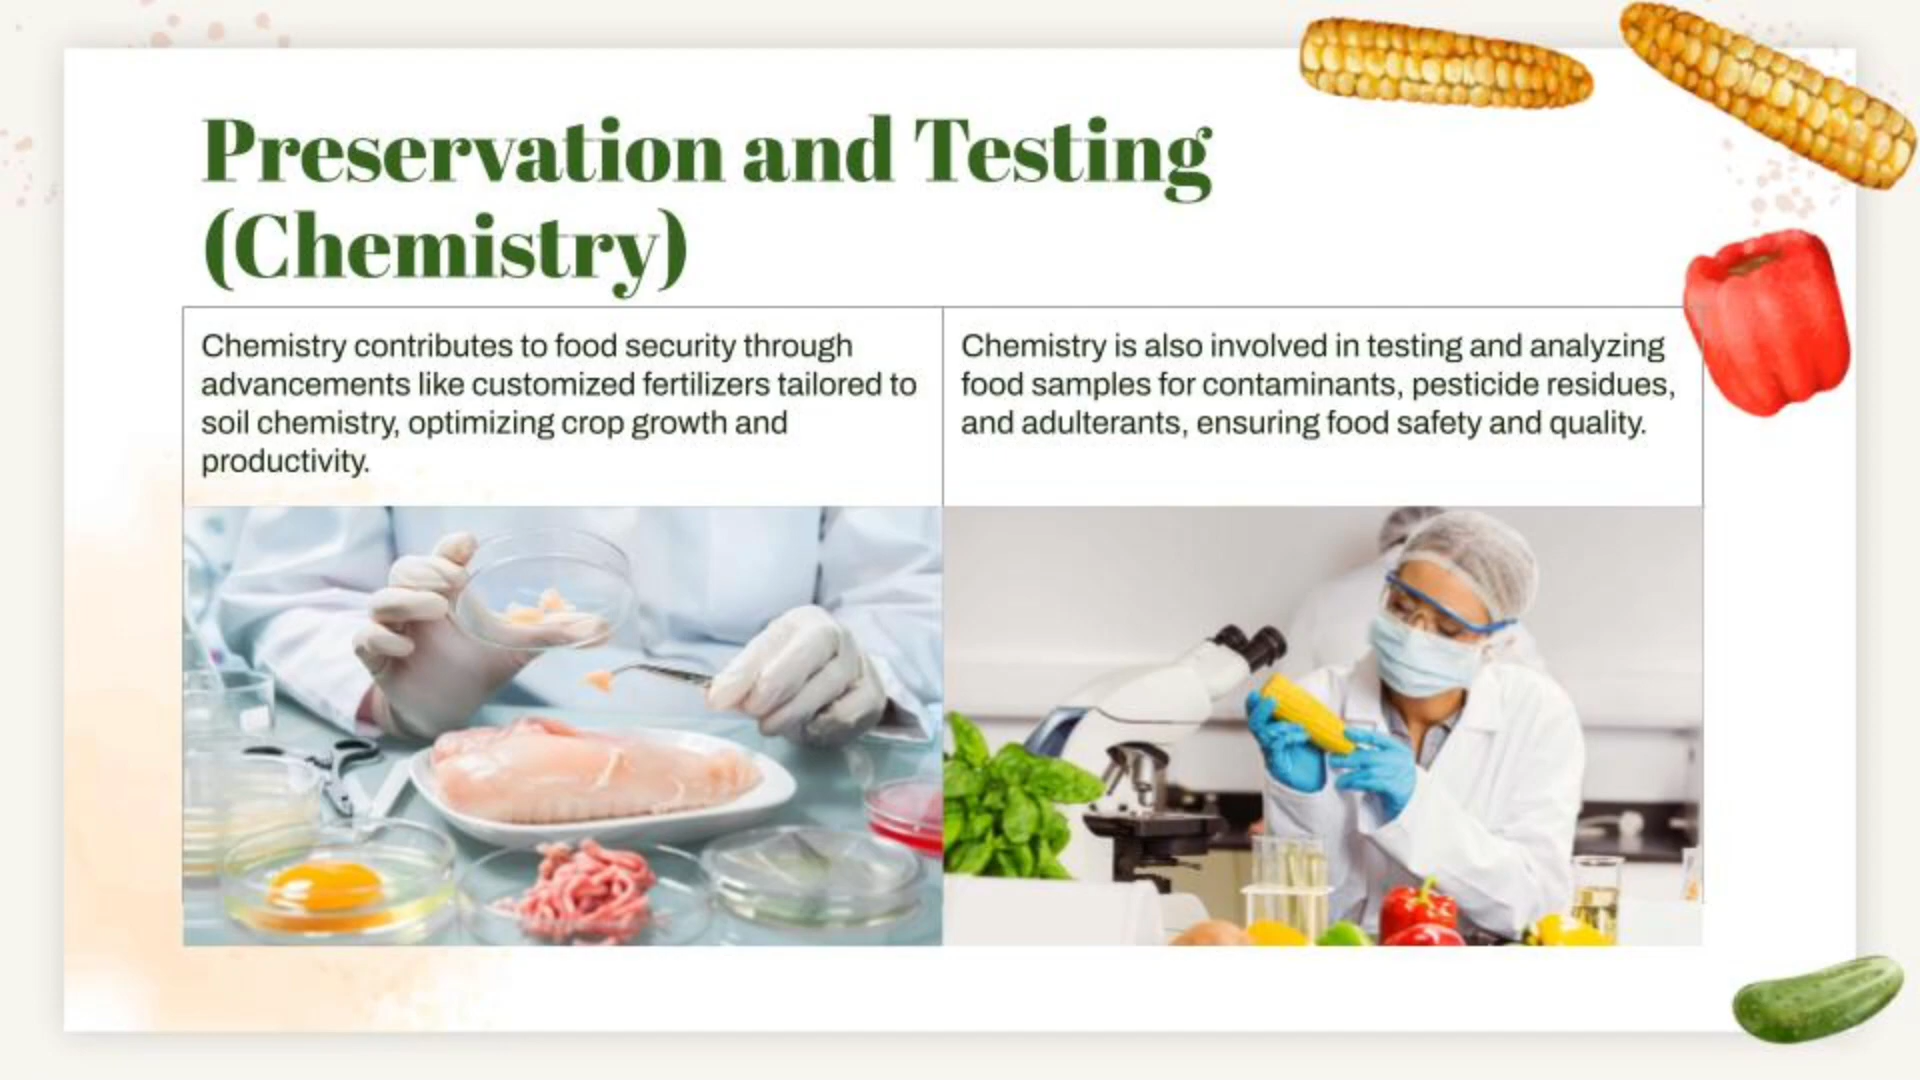 Preservation and Testing
(Chemistry)
Chemistry contributes to food security through
advancements like customized fertilizers tailored to
soil chemistry, optimizing crop growth and
productivity.
Chemistry is also involved in testing and analyzing
food samples for contaminants, pesticide residues,
and adulterants, ensuring food safety and quality.